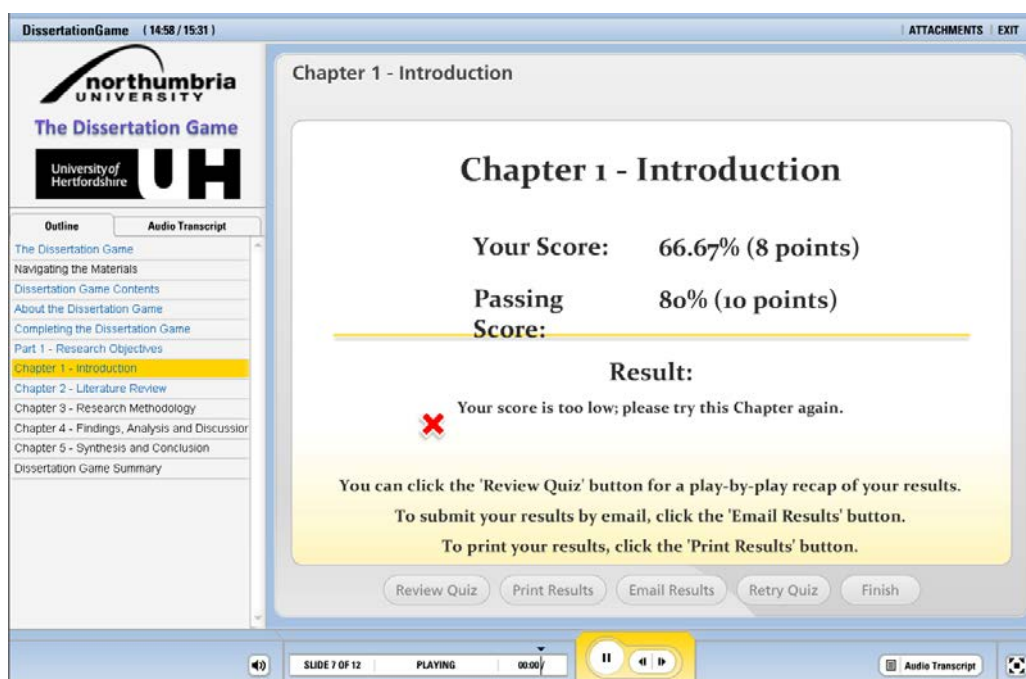 DissertationGame ( 14:58 / 15:31 )
ATTACHMENTS EXIT
northumbria
UNIVERSITY
The Dissertation Game
University of
Hertfordshire
UH
Outline
Audio Transcript
The Dissertation Game
Navigating the Materials
Dissertation Game Contents
About the Dissertation Game
Completing the Dissertation Game
Part 1 - Research Objectives
Chapter 1 - Introduction
Chapter 2 - Literature Review
Chapter 3 - Research Methodology
Chapter 4 - Findings, Analysis and Discussion
Chapter 5 - Synthesis and Conclusion
Dissertation Game Summary
Chapter 1 - Introduction
Chapter 1 - Introduction
Your Score: 66.67% (8 points)
Passing 80% (10 points)
Score:
Result:
Your score is too low; please try this Chapter again.
You can click the 'Review Quiz' button for a play-by-play recap of your results.
To submit your results by email, click the 'Email Results' button.
To print your results, click the 'Print Results' button.
Review Quiz
Print Results
Email Results
Retry Quiz
Finish
SLIDE 7 OF 12
PLAYING
00:00 /
Audio Transcript